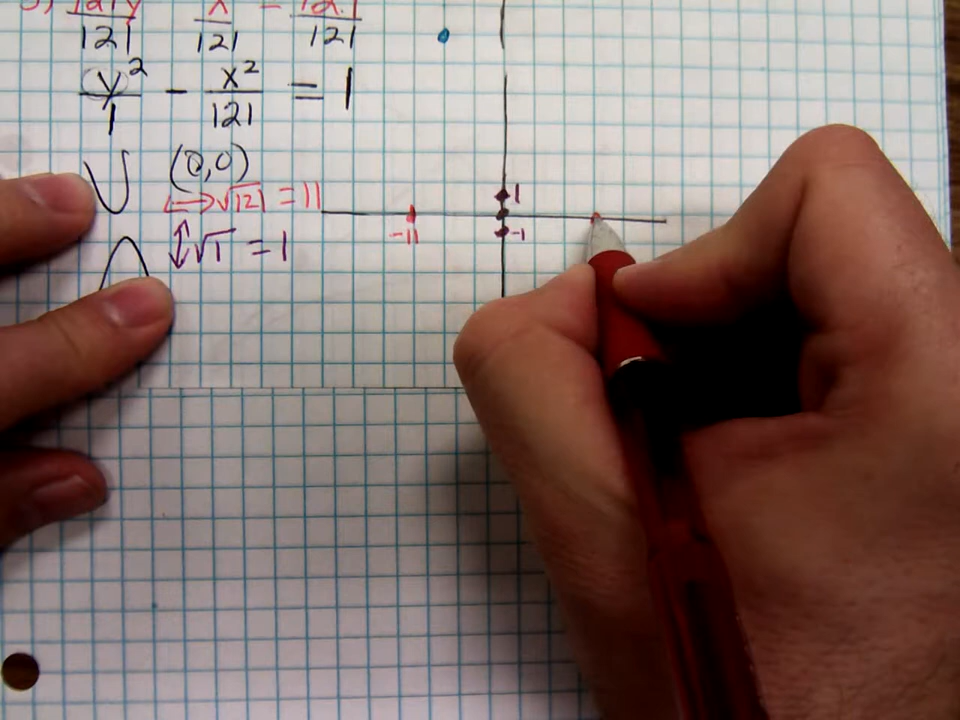 121 121 121
y² / 1 - x² / 121 = 1
(0,0)
↔ √121 = 11
↕ √1 = 1
1
-11 -1